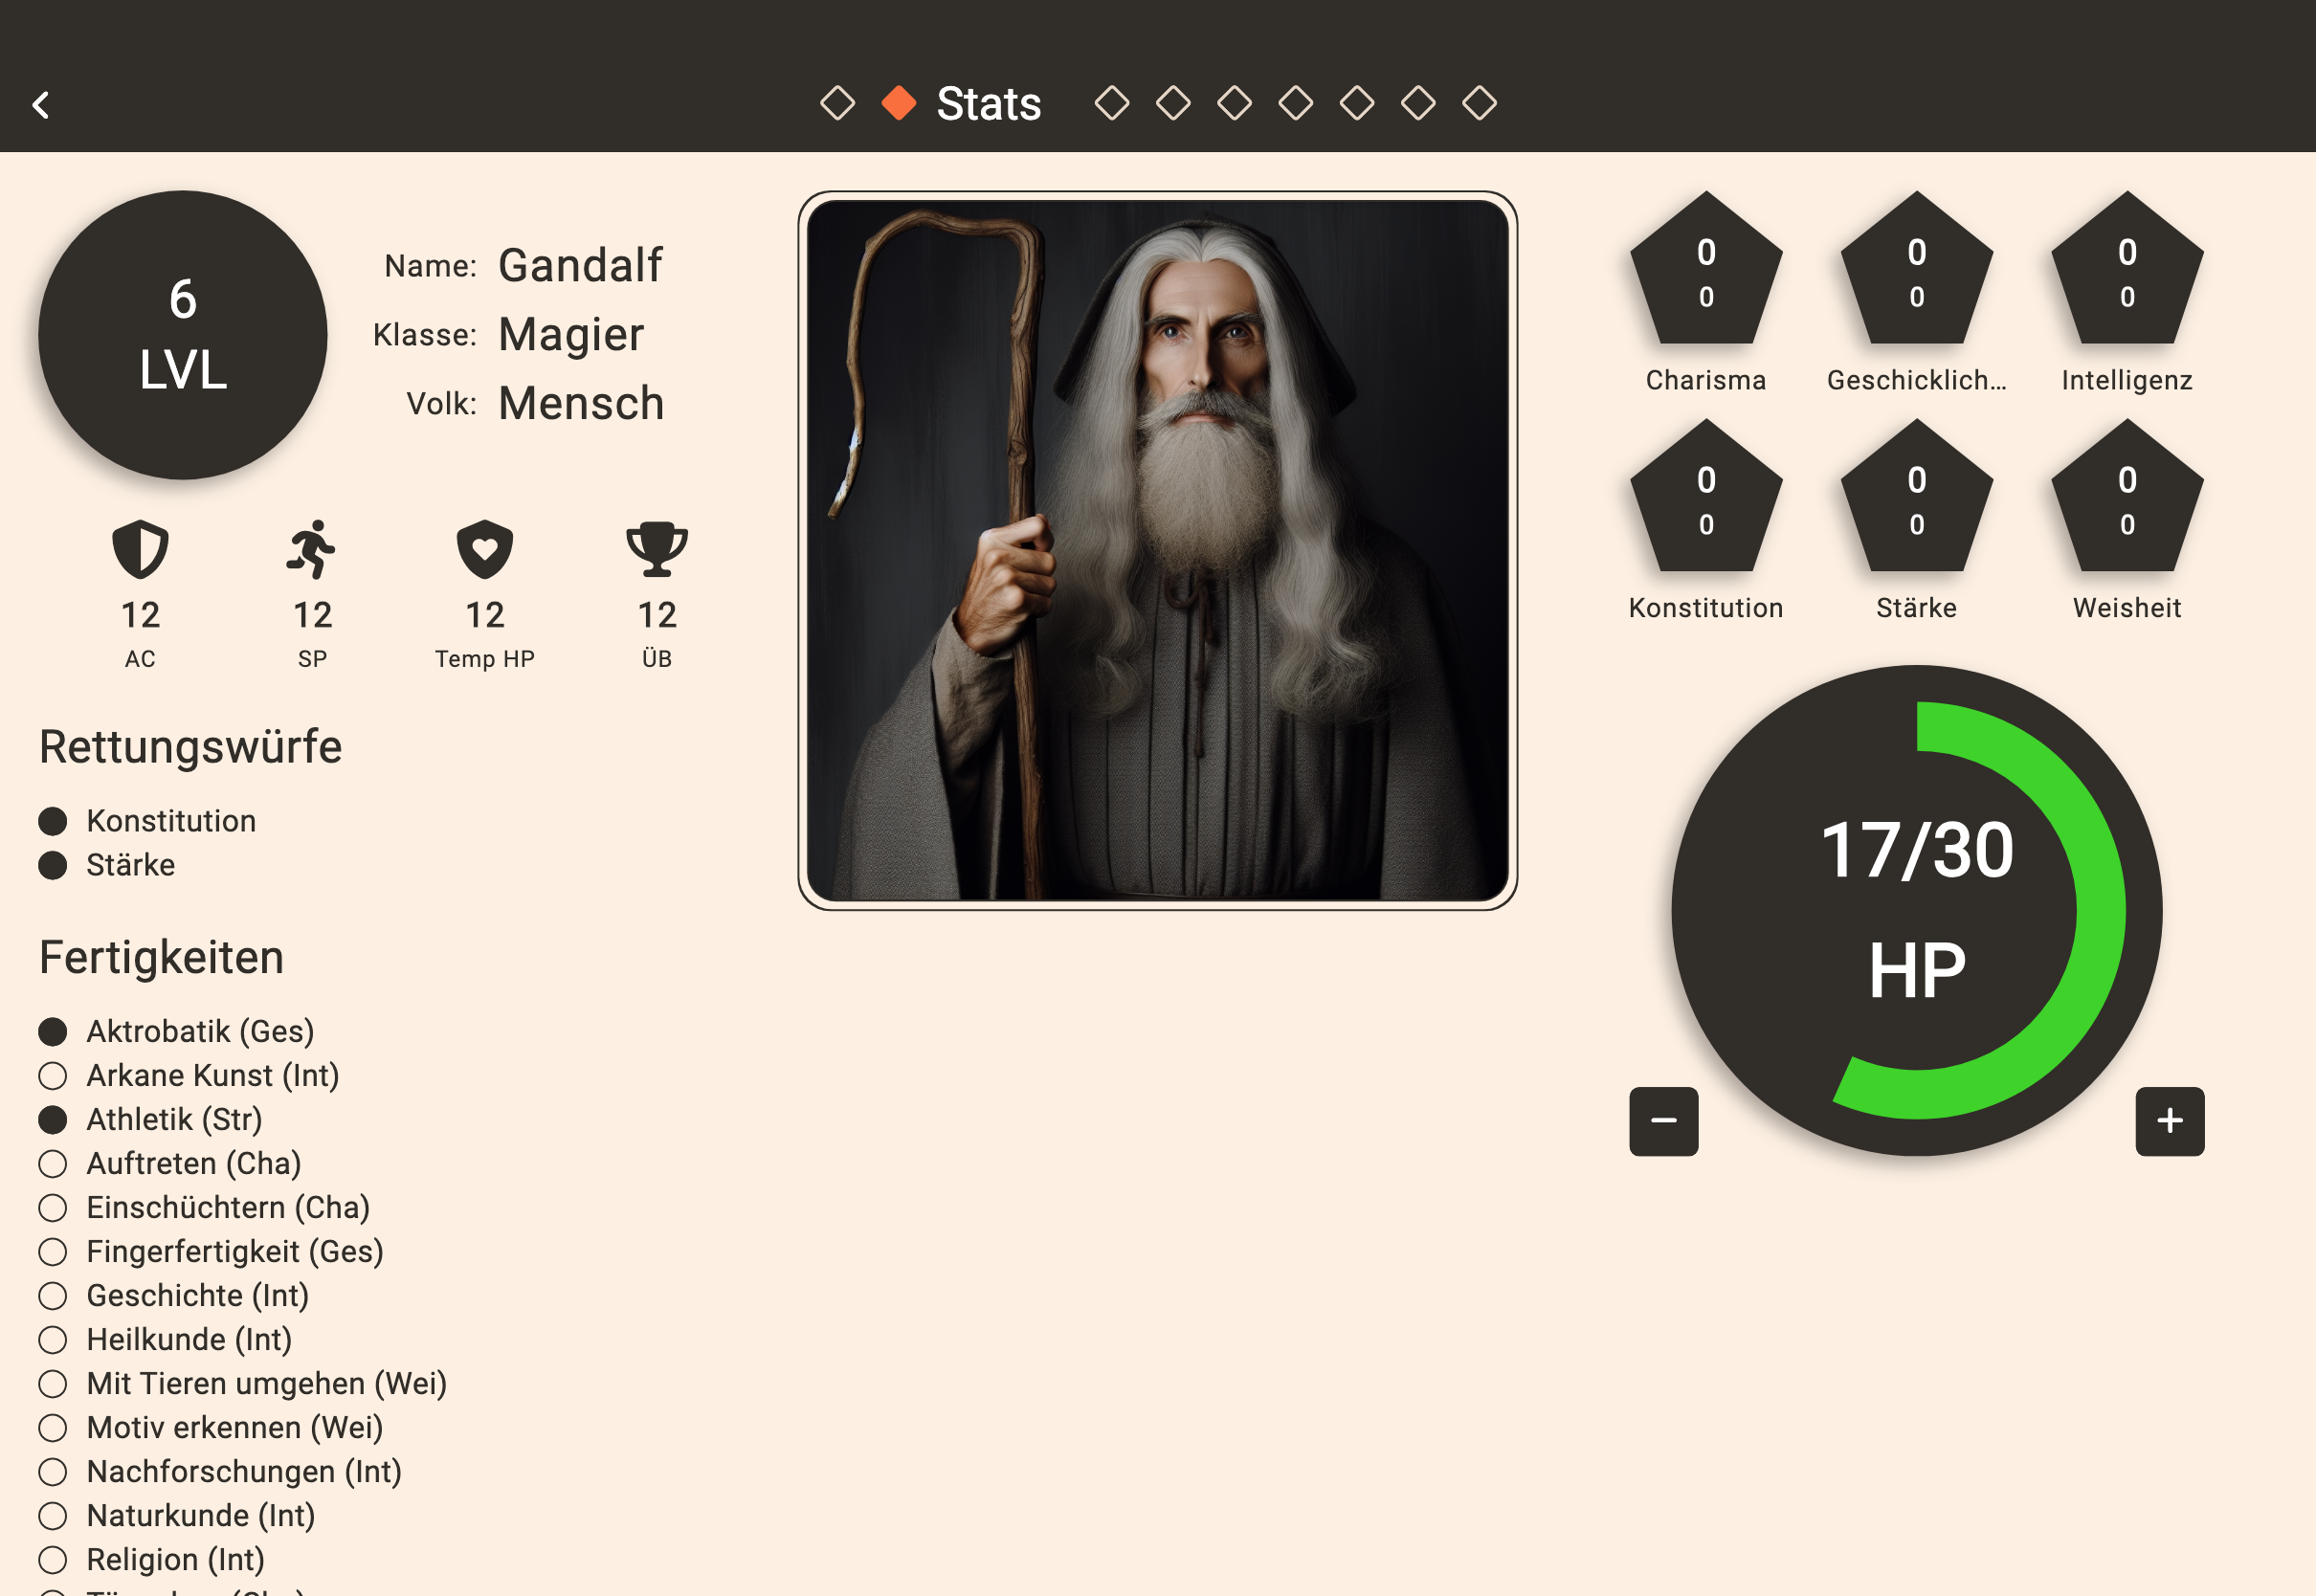 Stats
6
LVL
Name: Gandalf
Klasse: Magier
Volk: Mensch
12
AC
12
SP
12
Temp HP
12
ÜB
Rettungswürfe
Konstitution
Stärke
Fertigkeiten
Aktrobatik (Ges)
Arkane Kunst (Int)
Athletik (Str)
Auftreten (Cha)
Einschüchtern (Cha)
Fingerfertigkeit (Ges)
Geschichte (Int)
Heilkunde (Int)
Mit Tieren umgehen (Wei)
Motiv erkennen (Wei)
Nachforschungen (Int)
Naturkunde (Int)
Religion (Int)
0
0
Charisma
0
0
Geschicklich...
0
0
Intelligenz
0
0
Konstitution
0
0
Stärke
0
0
Weisheit
17/30
HP